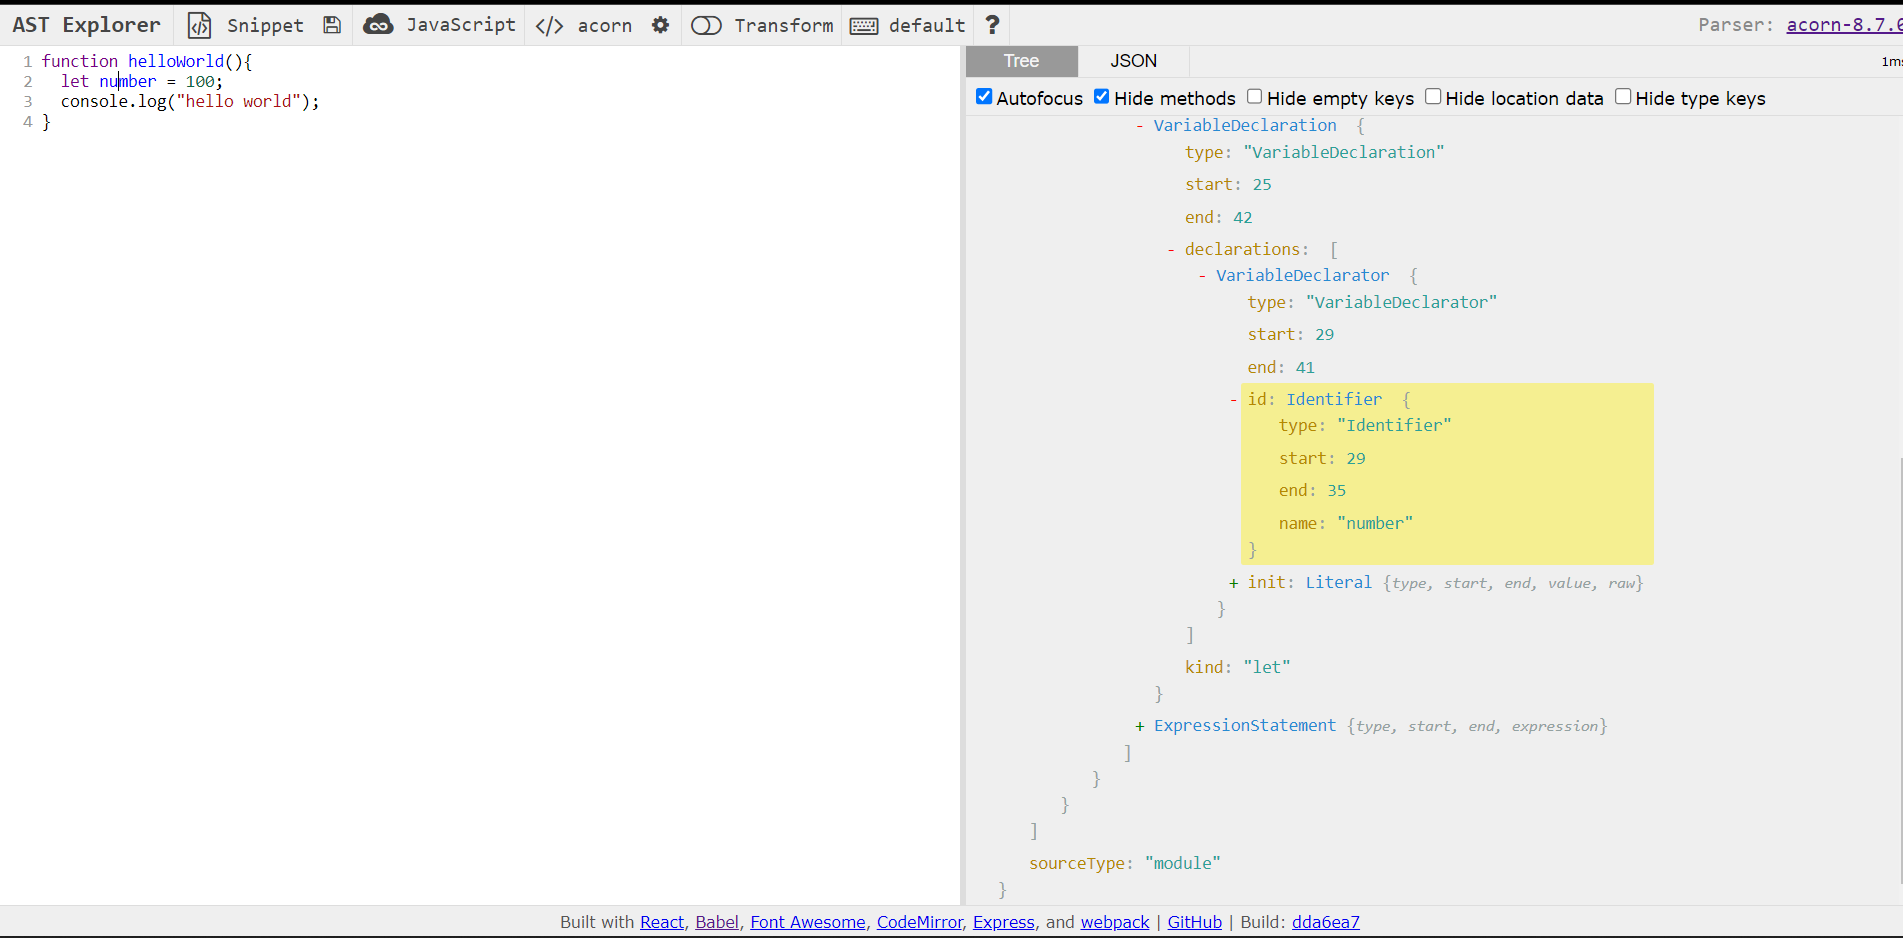 AST Explorer Snippet JavaScript </> acorn Transform default ? Parser: acorn-8.7.0
1 function helloWorld(){
2   let number = 100;
3   console.log("hello world");
4 }
Tree JSON 1ms
Autofocus Hide methods Hide empty keys Hide location data Hide type keys
- VariableDeclaration {
type: "VariableDeclaration"
start: 25
end: 42
- declarations: [
- VariableDeclarator {
type: "VariableDeclarator"
start: 29
end: 41
- id: Identifier {
type: "Identifier"
start: 29
end: 35
name: "number"
}
+ init: Literal {type, start, end, value, raw}
}
]
kind: "let"
}
+ ExpressionStatement {type, start, end, expression}
]
}
}
]
sourceType: "module"
}
Built with React, Babel, Font Awesome, CodeMirror, Express, and webpack | GitHub | Build: dda6ea7